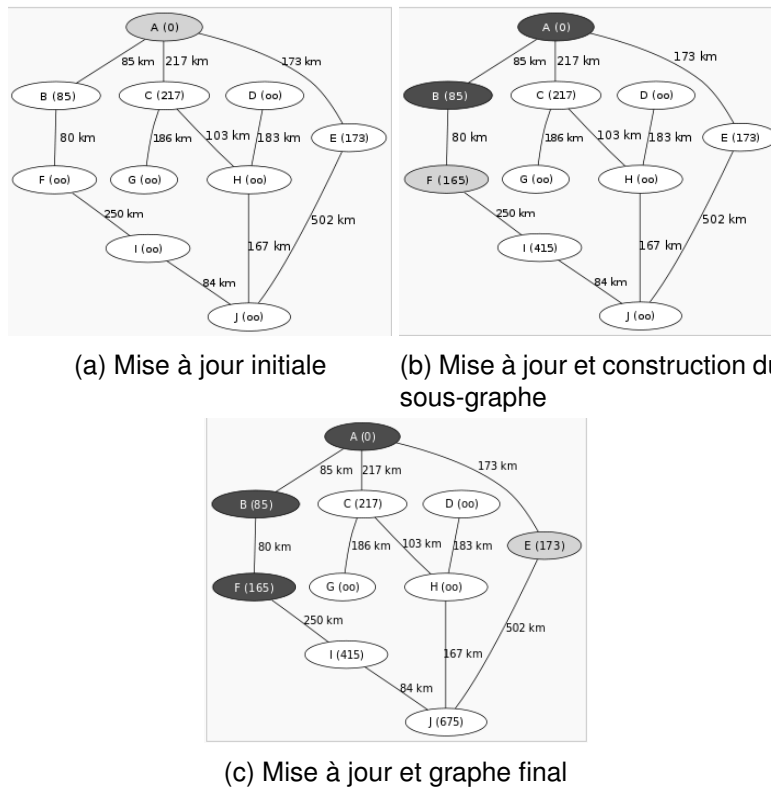 A (0)
85 km 217 km 173 km
B (85) C (217) D (oo)
E (173)
80 km 186 km 103 km 183 km
F (oo) G (oo) H (oo)
250 km 502 km
I (oo) 167 km
84 km
J (oo)
(a) Mise à jour initiale
A (0)
85 km 217 km 173 km
B (85) C (217) D (oo)
E (173)
80 km 186 km 103 km 183 km
F (165) G (oo) H (oo)
250 km 502 km
I (415) 167 km
84 km
J (oo)
(b) Mise à jour et construction du
sous-graphe
A (0)
85 km 217 km 173 km
B (85) C (217) D (oo)
E (173)
80 km 186 km 103 km 183 km
F (165) G (oo) H (oo)
250 km 502 km
I (415) 167 km
84 km
J (675)
(c) Mise à jour et graphe final